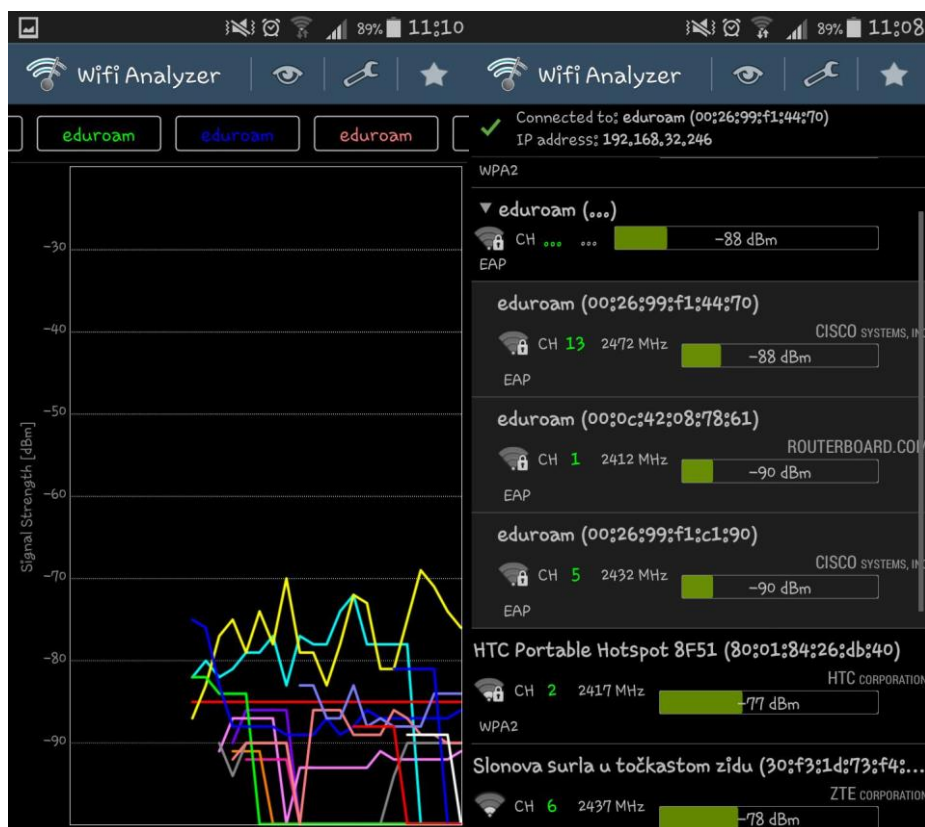 89% 11:10
Wifi Analyzer
eduroam eduroam eduroam
Signal Strength [dBm]
-30
-40
-50
-60
-70
-80
-90
89% 11:08
Wifi Analyzer
Connected to: eduroam (00:26:99:f1:44:70)
IP address: 192.168.32.246
WPA2
▼ eduroam (...)
CH ... ... -88 dBm
EAP
eduroam (00:26:99:f1:44:70)
CISCO SYSTEMS, IN
CH 13 2472 MHz -88 dBm
EAP
eduroam (00:0c:42:08:78:61)
ROUTERBOARD.CO
CH 1 2412 MHz -90 dBm
EAP
eduroam (00:26:99:f1:c1:90)
CISCO SYSTEMS, IN
CH 5 2432 MHz -90 dBm
EAP
HTC Portable Hotspot 8F51 (80:01:84:26:db:40)
HTC CORPORATION
CH 2 2417 MHz -77 dBm
WPA2
Slonova surla u točkastom zidu (30:f3:1d:73:f4:...
ZTE CORPORATION
CH 6 2437 MHz -78 dBm